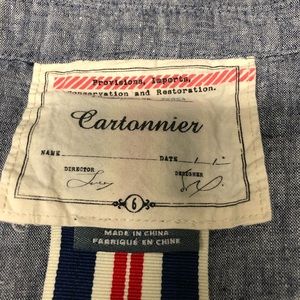 Provisions, Imports,
Conservation and Restoration.
Cartonnier
NAME DATE
DIRECTOR DESIGNER
6
MADE IN CHINA
FABRIQUÉ EN CHINE